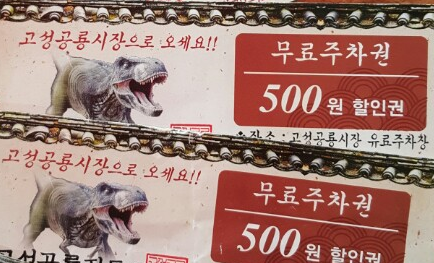 고성공룡시장으로 오세요!!
무료주차권
500원 할인권
※장소 : 고성공룡시장 유료주차장
고성공룡시장으로 오세요!!
무료주차권
500원 할인권